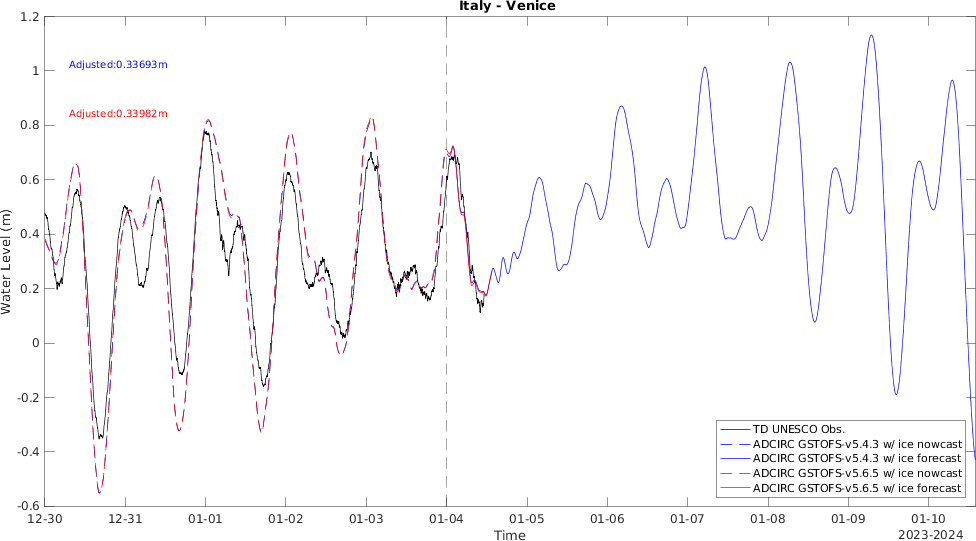 Italy - Venice
Adjusted:0.33693m
Adjusted:0.33982m
Water Level (m)
1.2
1
0.8
0.6
0.4
0.2
0
-0.2
-0.4
-0.6
TD UNESCO Obs.
ADCIRC GSTOFS-v5.4.3 w/ ice nowcast
ADCIRC GSTOFS-v5.4.3 w/ ice forecast
ADCIRC GSTOFS-v5.6.5 w/ ice nowcast
ADCIRC GSTOFS-v5.6.5 w/ ice forecast
12-30 12-31 01-01 01-02 01-03 01-04 01-05 01-06 01-07 01-08 01-09 01-10
Time
2023-2024